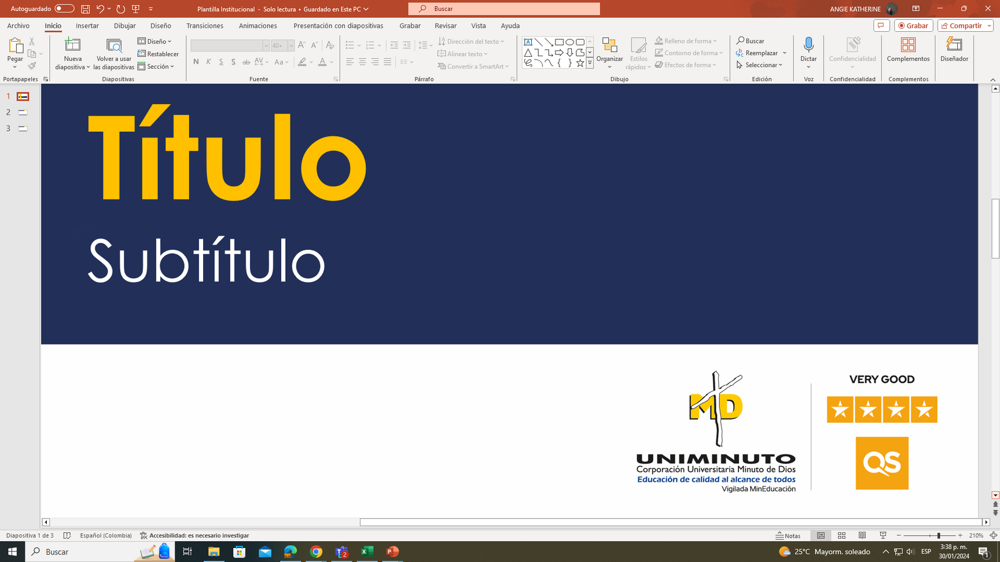 Autoguardado
Plantilla Institucional - Solo lectura • Guardado en Este PC
Buscar
ANGIE KATHERINE
Archivo Inicio Insertar Dibujar Diseño Transiciones Animaciones Presentación con diapositivas Grabar Revisar Vista Ayuda
Grabar
Compartir
Pegar
Portapapeles
Nueva
diapositiva
Volver a usar
las diapositivas
Diseño
Restablecer
Sección
Diapositivas
40+
N K S S ab AV Aa A
Fuente
Dirección del texto
Alinear texto
Convertir a SmartArt
Párrafo
Organizar
Estilos
rápidos
Relleno de forma
Contorno de forma
Efectos de forma
Dibujo
Buscar
Reemplazar
Seleccionar
Edición
Dictar
Voz
Confidencialidad
Confidencialidad
Complementos
Complementos
Diseñador
1
2
3
Título
Subtítulo
MD
UNIMINUTO
Corporación Universitaria Minuto de Dios
Educación de calidad al alcance de todos
Vigilada MinEducación
VERY GOOD
QS
Diapositiva 1 de 3
Español (Colombia)
Accesibilidad: es necesario investigar
Notas
210%
Buscar
2
25°C Mayorm. soleado
ESP
3:38 p. m.
30/01/2024
1